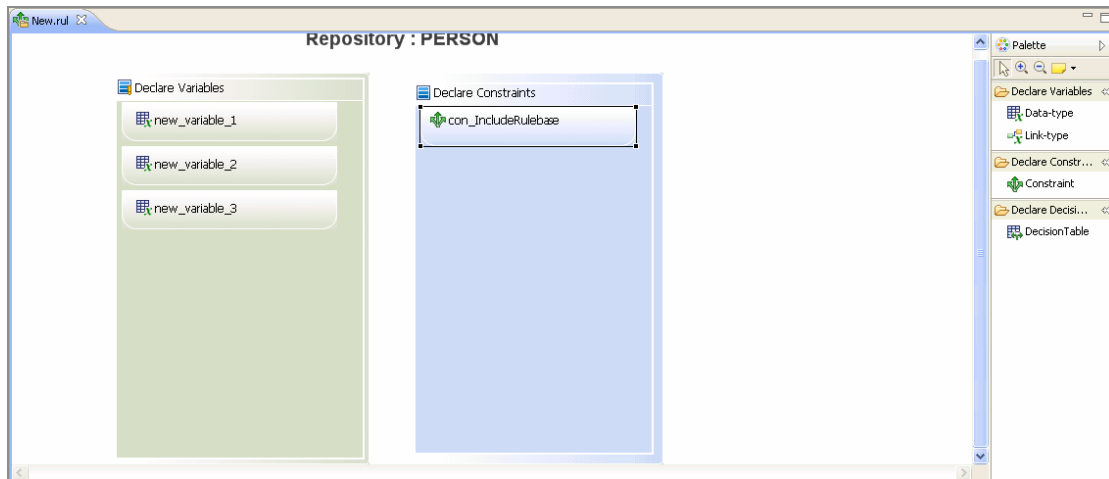 New.rul
Repository : PERSON
Declare Variables
new_variable_1
new_variable_2
new_variable_3
Declare Constraints
con_IncludeRulebase
Palette
Declare Variables
Data-type
Link-type
Declare Constr...
Constraint
Declare Decisi...
DecisionTable